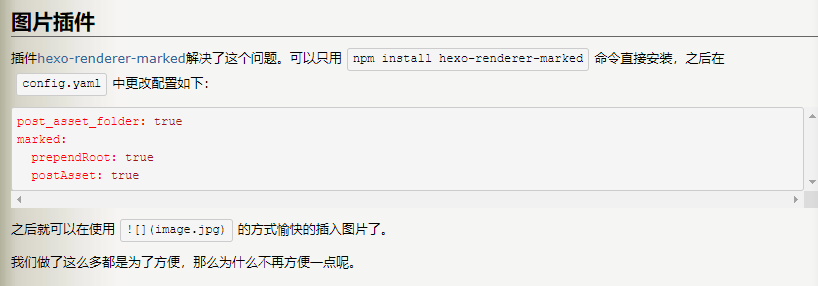 图片插件
插件hexo-renderer-marked解决了这个问题。可以只用 npm install hexo-renderer-marked 命令直接安装，之后在
config.yaml 中更改配置如下：
post_asset_folder: true
marked:
  prependRoot: true
  postAsset: true
之后就可以在使用 ![](image.jpg) 的方式愉快的插入图片了。
我们做了这么多都是为了方便，那么为什么不再方便一点呢。